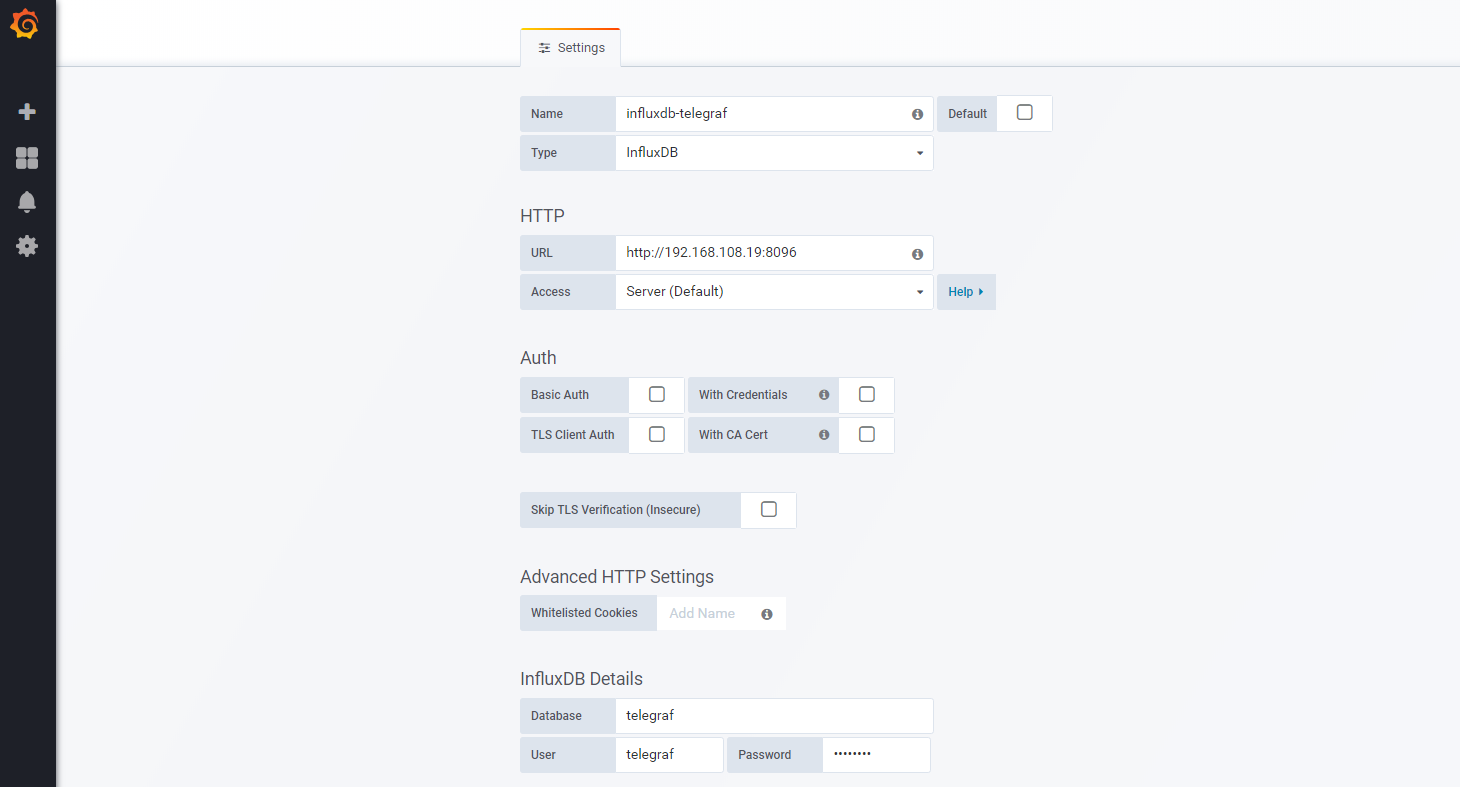 Settings
Name influxdb-telegraf Default
Type InfluxDB
HTTP
URL http://192.168.108.19:8096
Access Server (Default) Help
Auth
Basic Auth With Credentials
TLS Client Auth With CA Cert
Skip TLS Verification (Insecure)
Advanced HTTP Settings
Whitelisted Cookies Add Name
InfluxDB Details
Database telegraf
User telegraf Password ••••••••